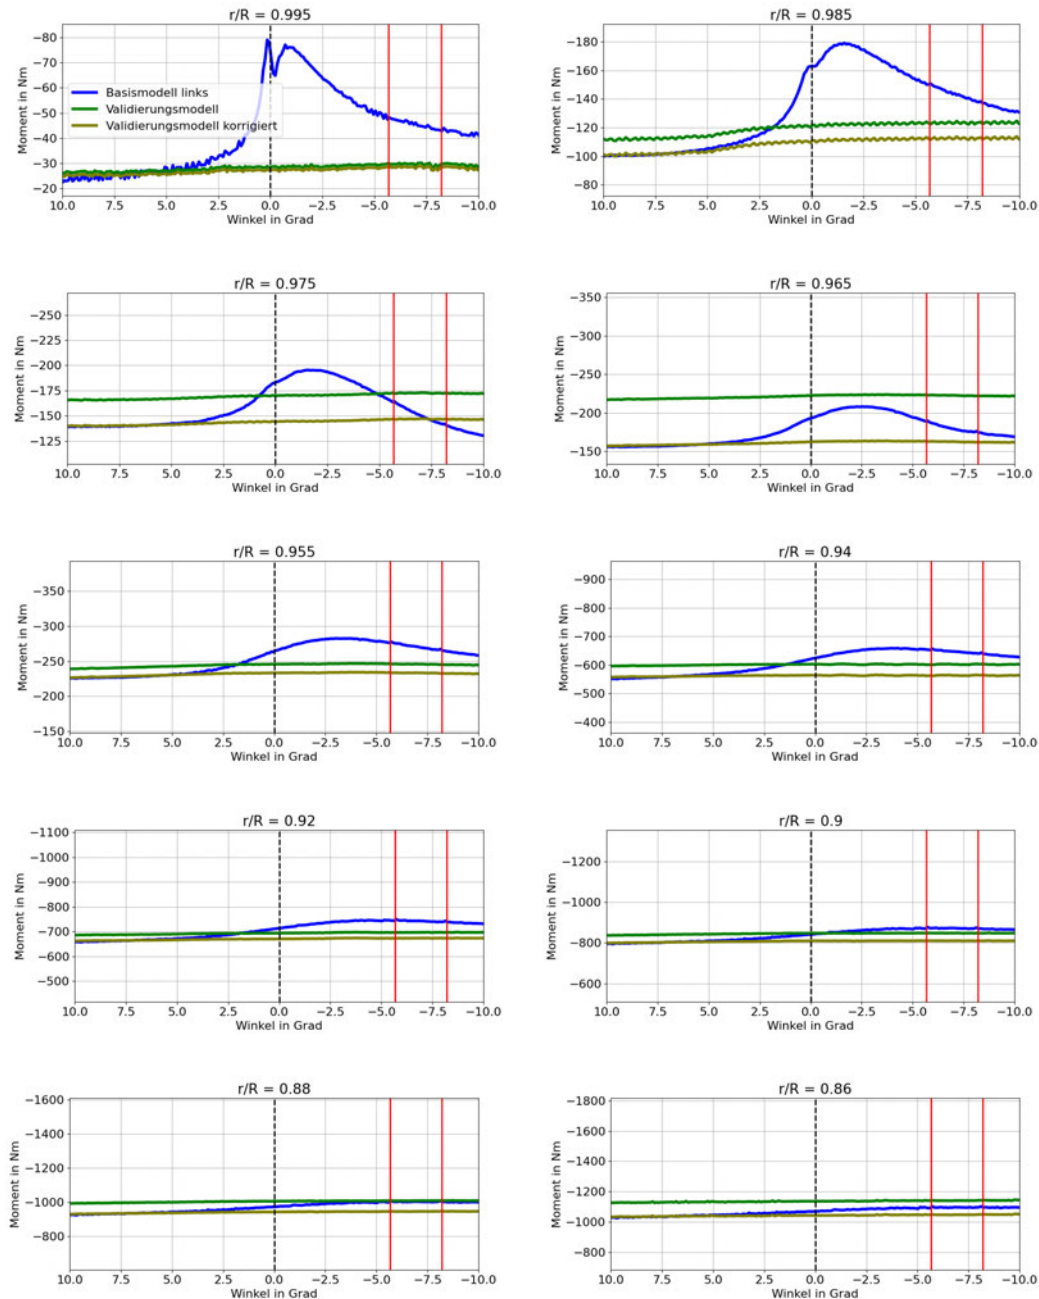 r/R = 0.995
Moment in Nm
−80
−70
−60
−50
−40
−30
−20
Basismodell links
Validierungsmodell
Validierungsmodell korrigiert
10.0 7.5 5.0 2.5 0.0 −2.5 −5.0 −7.5 −10.0
Winkel in Grad
r/R = 0.985
Moment in Nm
−180
−160
−140
−120
−100
−80
10.0 7.5 5.0 2.5 0.0 −2.5 −5.0 −7.5 −10.0
Winkel in Grad
r/R = 0.975
Moment in Nm
−250
−225
−200
−175
−150
−125
10.0 7.5 5.0 2.5 0.0 −2.5 −5.0 −7.5 −10.0
Winkel in Grad
r/R = 0.965
Moment in Nm
−350
−300
−250
−200
−150
10.0 7.5 5.0 2.5 0.0 −2.5 −5.0 −7.5 −10.0
Winkel in Grad
r/R = 0.955
Moment in Nm
−350
−300
−250
−200
−150
10.0 7.5 5.0 2.5 0.0 −2.5 −5.0 −7.5 −10.0
Winkel in Grad
r/R = 0.94
Moment in Nm
−900
−800
−700
−600
−500
−400
10.0 7.5 5.0 2.5 0.0 −2.5 −5.0 −7.5 −10.0
Winkel in Grad
r/R = 0.92
Moment in Nm
−1100
−1000
−900
−800
−700
−600
−500
10.0 7.5 5.0 2.5 0.0 −2.5 −5.0 −7.5 −10.0
Winkel in Grad
r/R = 0.9
Moment in Nm
−1200
−1000
−800
−600
10.0 7.5 5.0 2.5 0.0 −2.5 −5.0 −7.5 −10.0
Winkel in Grad
r/R = 0.88
Moment in Nm
−1600
−1400
−1200
−1000
−800
10.0 7.5 5.0 2.5 0.0 −2.5 −5.0 −7.5 −10.0
Winkel in Grad
r/R = 0.86
Moment in Nm
−1800
−1600
−1400
−1200
−1000
−800
10.0 7.5 5.0 2.5 0.0 −2.5 −5.0 −7.5 −10.0
Winkel in Grad